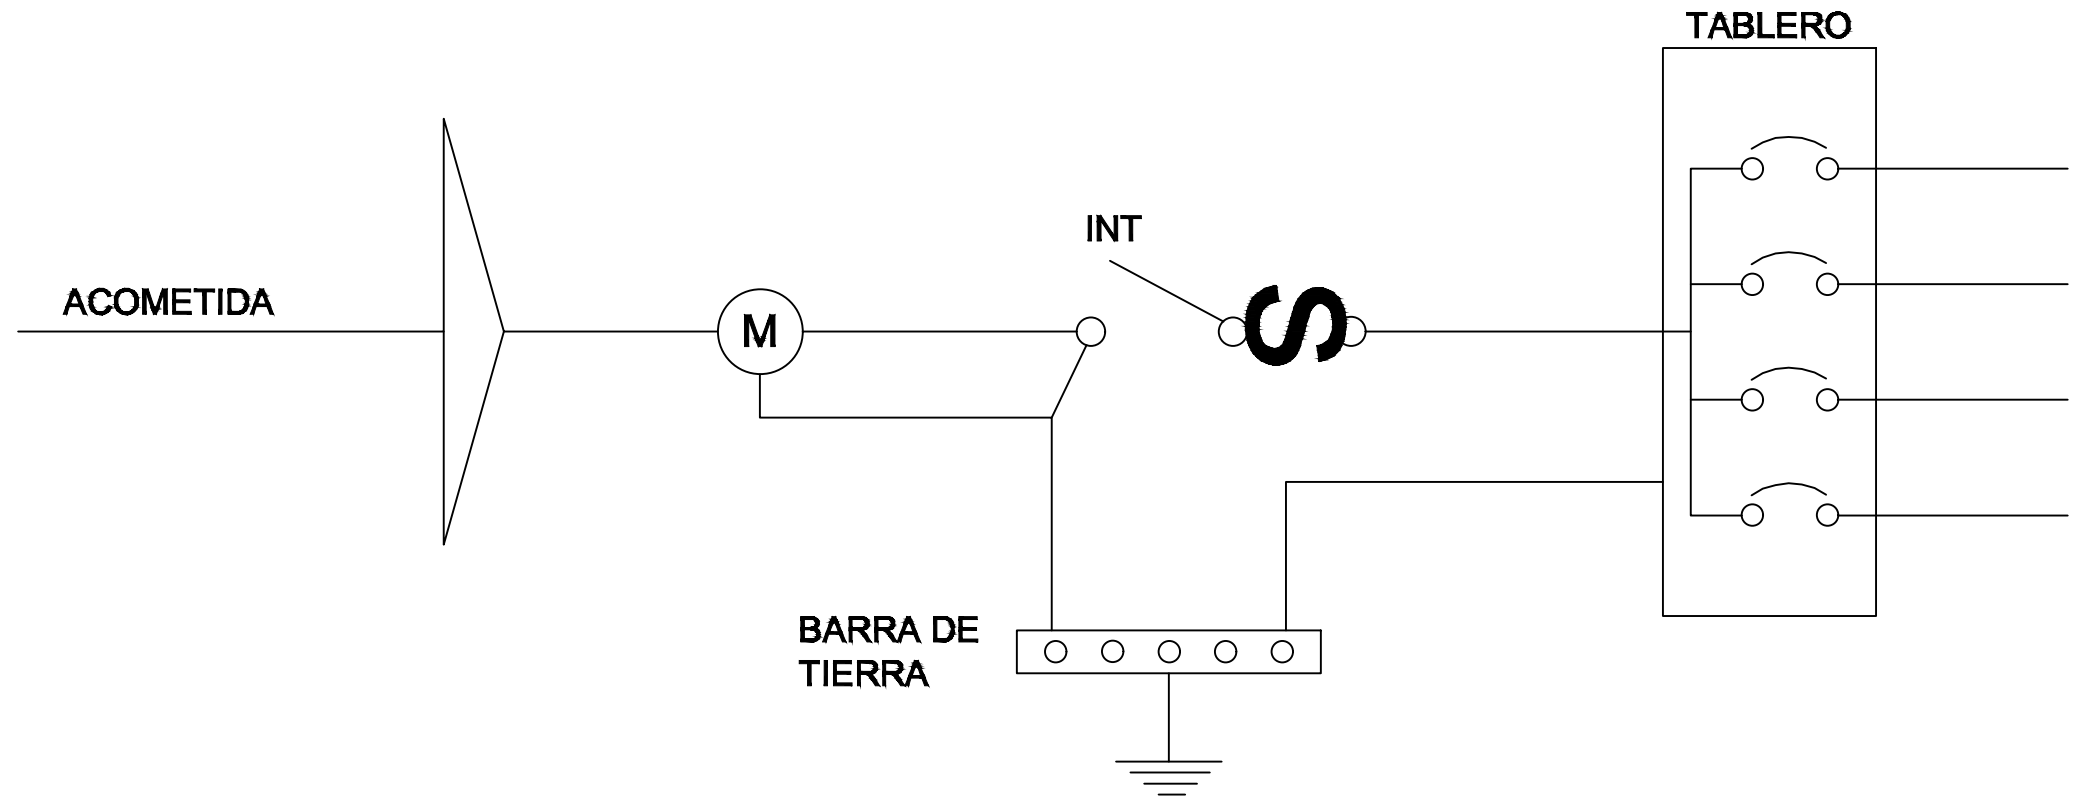 TABLERO
INT
ACOMETIDA
M
S
BARRA DE
TIERRA